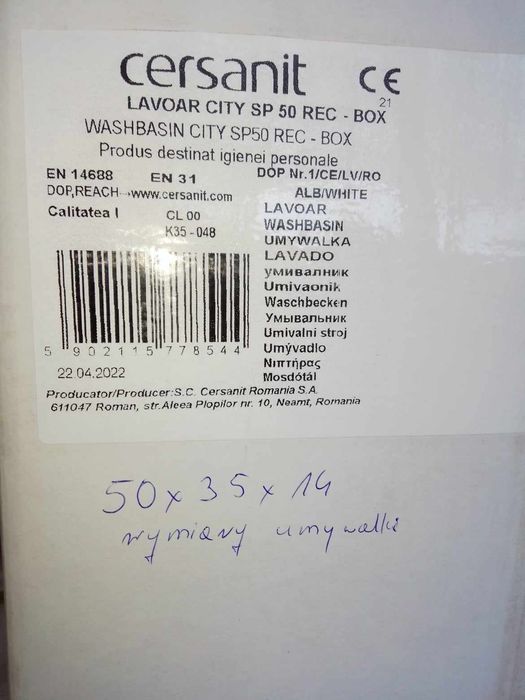 cersanit CE
21
LAVOAR CITY SP 50 REC - BOX
WASHBASIN CITY SP50 REC - BOX
Produs destinat igienei personale
EN 14688 EN 31 DOP Nr.1/CE/LV/RO
DOP,REACH→www.cersanit.com ALB/WHITE
Calitatea I CL 00
K35-048
LAVOAR
WASHBASIN
UMYWALKA
LAVADO
умивалник
Umivaonik
Waschbecken
Умывальник
Umivalni stroj
Umývadlo
Νιπτήρας
Mosdótál
5 902115 778544
22.04.2022
Producator/Producer:S.C. Cersanit Romania S.A.
611047 Roman, str.Aleea Plopilor nr. 10, Neamt, Romania
50 x 35 x 14
wymiary umywalki